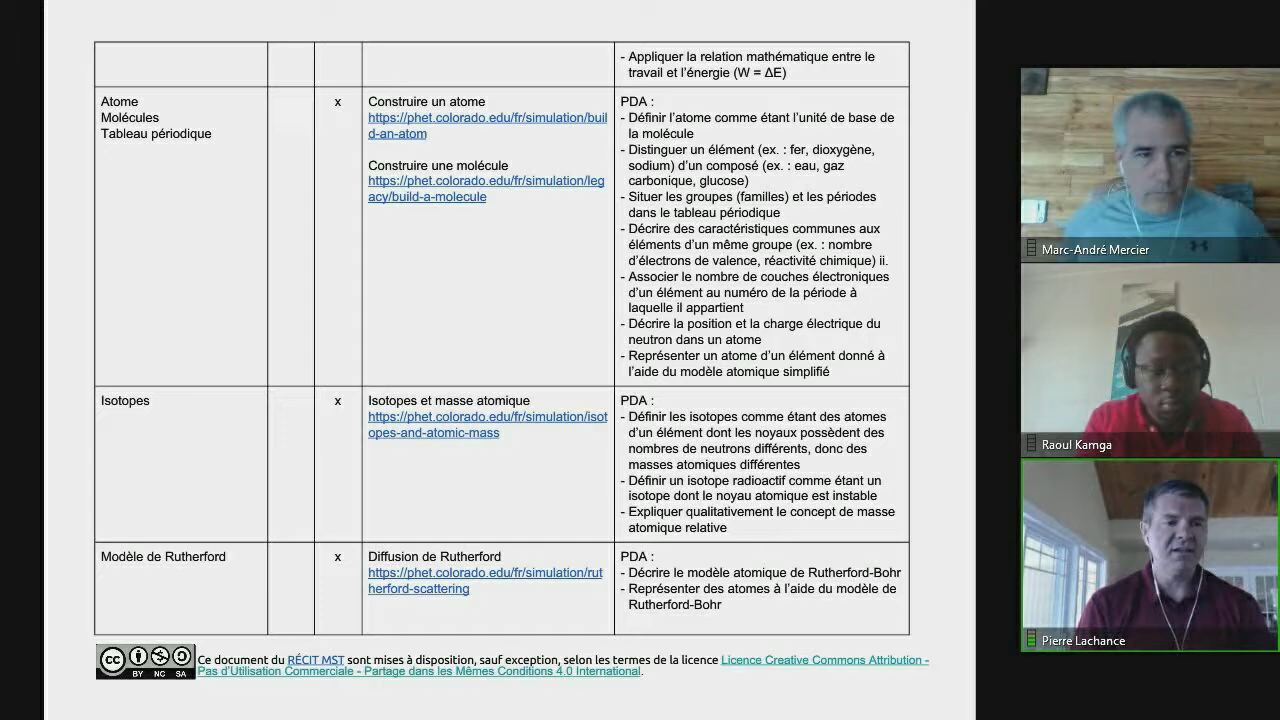 - Appliquer la relation mathématique entre le
travail et l'énergie (W = ΔE)
Atome
Molécules
Tableau périodique
x
Construire un atome
https://phet.colorado.edu/fr/simulation/buil
d-an-atom
Construire une molécule
https://phet.colorado.edu/fr/simulation/leg
acy/build-a-molecule
PDA :
- Définir l'atome comme étant l'unité de base de
la molécule
- Distinguer un élément (ex. : fer, dioxygène,
sodium) d'un composé (ex. : eau, gaz
carbonique, glucose)
- Situer les groupes (familles) et les périodes
dans le tableau périodique
- Décrire des caractéristiques communes aux
éléments d'un même groupe (ex. : nombre
d'électrons de valence, réactivité chimique) ii.
- Associer le nombre de couches électroniques
d'un élément au numéro de la période à
laquelle il appartient
- Décrire la position et la charge électrique du
neutron dans un atome
- Représenter un atome d'un élément donné à
l'aide du modèle atomique simplifié
Isotopes
x
Isotopes et masse atomique
https://phet.colorado.edu/fr/simulation/isot
opes-and-atomic-mass
PDA :
- Définir les isotopes comme étant des atomes
d'un élément dont les noyaux possèdent des
nombres de neutrons différents, donc des
masses atomiques différentes
- Définir un isotope radioactif comme étant un
isotope dont le noyau atomique est instable
- Expliquer qualitativement le concept de masse
atomique relative
Modèle de Rutherford
x
Diffusion de Rutherford
https://phet.colorado.edu/fr/simulation/rut
herford-scattering
PDA :
- Décrire le modèle atomique de Rutherford-Bohr
- Représenter des atomes à l'aide du modèle de
Rutherford-Bohr
cc BY NC SA
Ce document du RÉCIT MST sont mises à disposition, sauf exception, selon les termes de la licence Licence Creative Commons Attribution -
Pas d'Utilisation Commerciale - Partage dans les Mêmes Conditions 4.0 International.
Marc-André Mercier
Raoul Kamga
Pierre Lachance